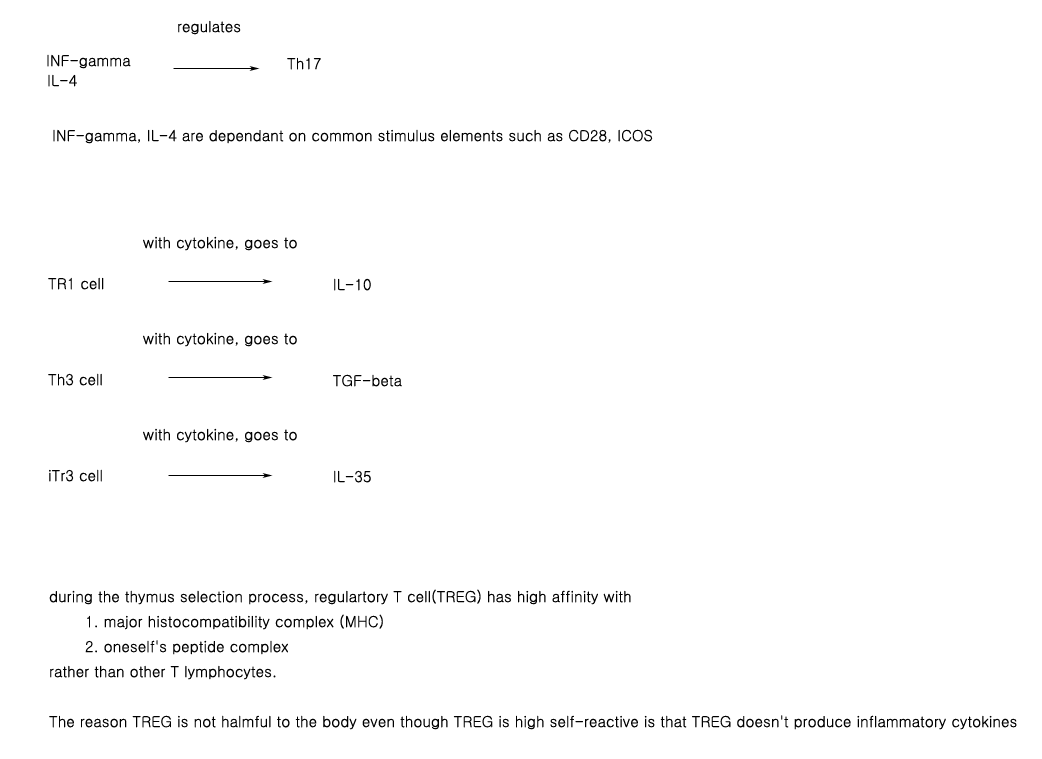 regulates
INF-gamma
IL-4
Th17
INF-gamma, IL-4 are dependant on common stimulus elements such as CD28, ICOS
with cytokine, goes to
TR1 cell
IL-10
with cytokine, goes to
Th3 cell
TGF-beta
with cytokine, goes to
iTr3 cell
IL-35
during the thymus selection process, regulartory T cell(TREG) has high affinity with
1. major histocompatibility complex (MHC)
2. oneself's peptide complex
rather than other T lymphocytes.
The reason TREG is not halmful to the body even though TREG is high self-reactive is that TREG doesn't produce inflammatory cytokines